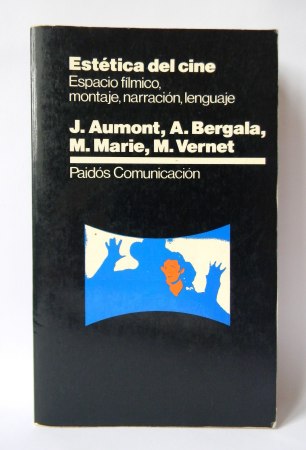 Estética del cine
Espacio fílmico,
montaje, narración, lenguaje
J. Aumont, A. Bergala,
M. Marie, M. Vernet
Paidós Comunicación